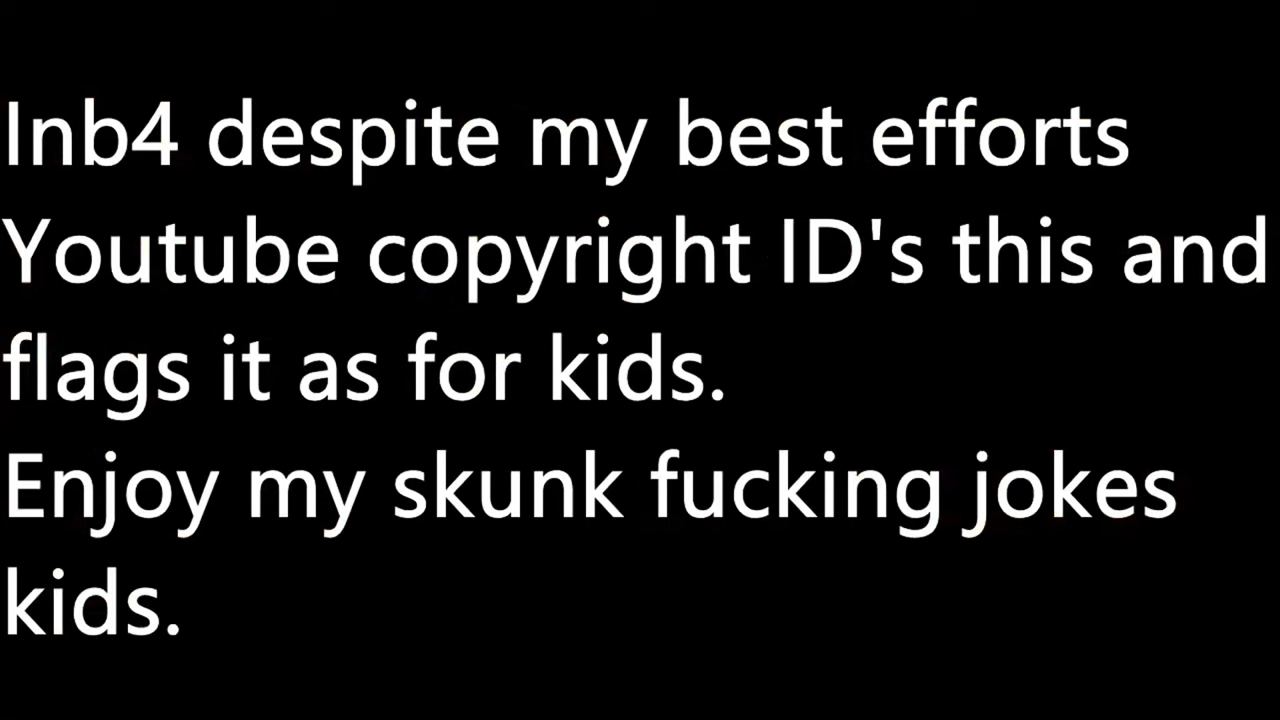 Inb4 despite my best efforts
Youtube copyright ID's this and
flags it as for kids.
Enjoy my skunk fucking jokes
kids.